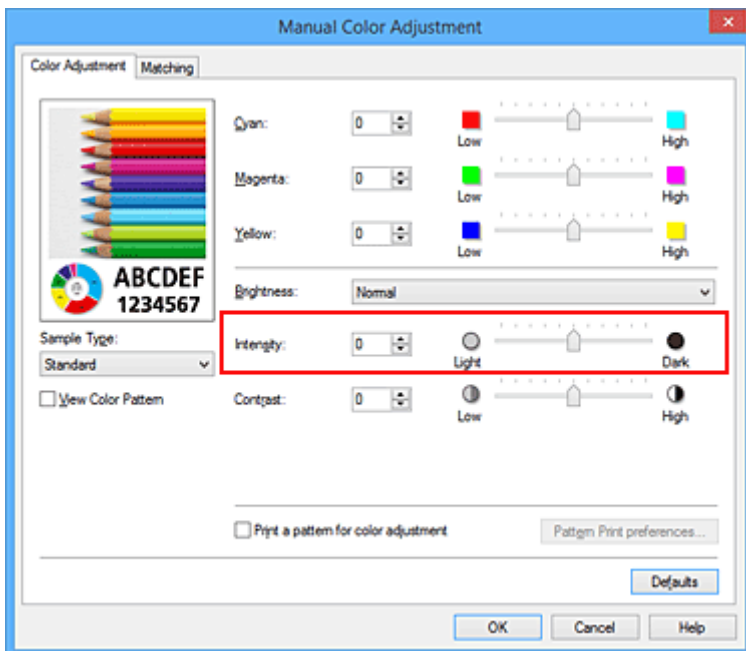 Manual Color Adjustment
Color Adjustment Matching
Cyan: 0 Low High
Magenta: 0 Low High
Yellow: 0 Low High
ABCDEF
1234567
Brightness: Normal
Sample Type:
Standard
Intensity: 0 Light Dark
View Color Pattern
Contrast: 0 Low High
Print a pattern for color adjustment Pattern Print preferences...
Defaults
OK Cancel Help